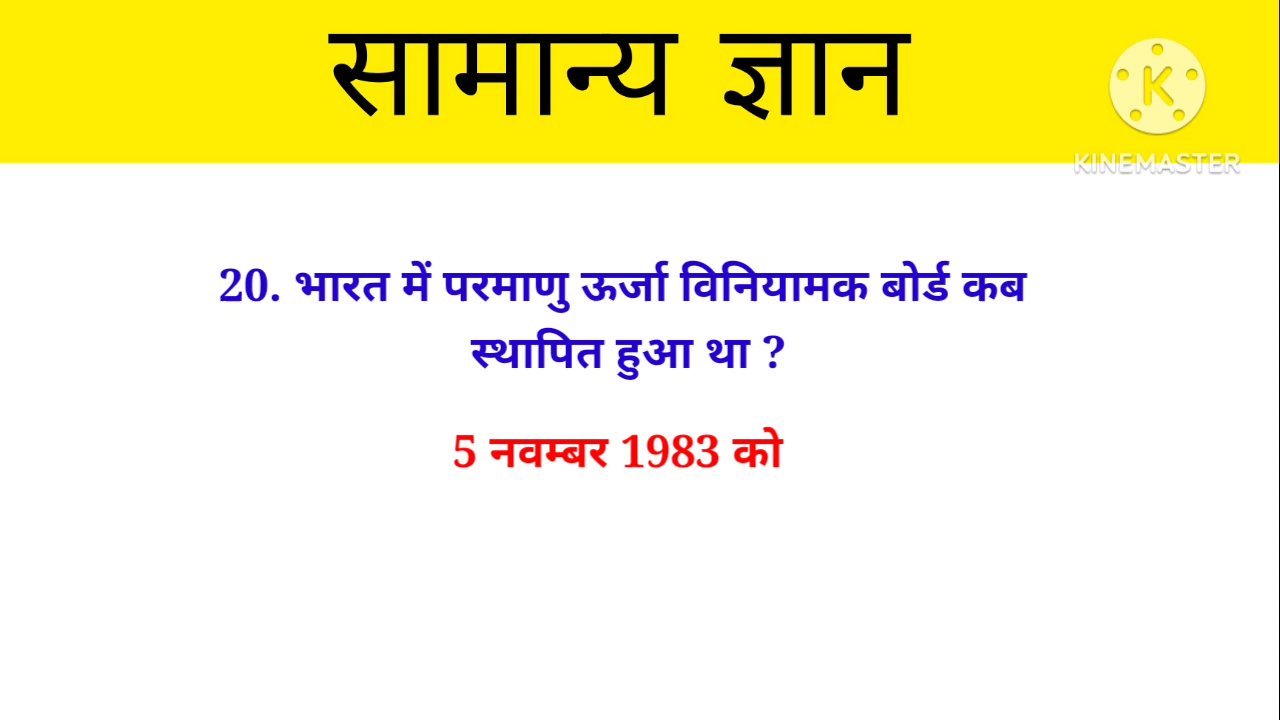 सामान्य ज्ञान
K
KINEMASTER
20. भारत में परमाणु ऊर्जा विनियामक बोर्ड कब
स्थापित हुआ था ?
5 नवम्बर 1983 को